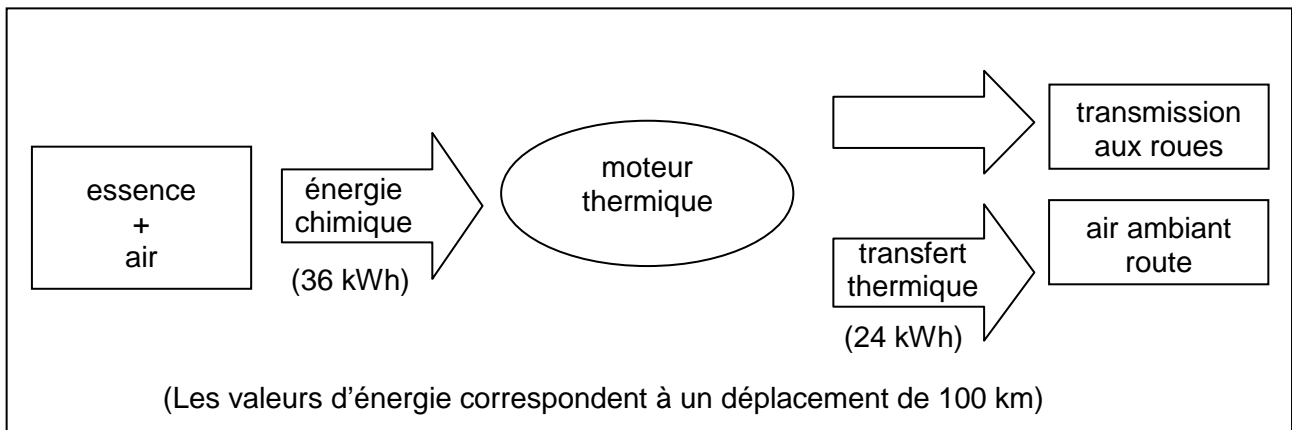 essence
+
air
énergie
chimique
(36 kWh)
moteur
thermique
transmission
aux roues
transfert
thermique
(24 kWh)
air ambiant
route
(Les valeurs d’énergie correspondent à un déplacement de 100 km)